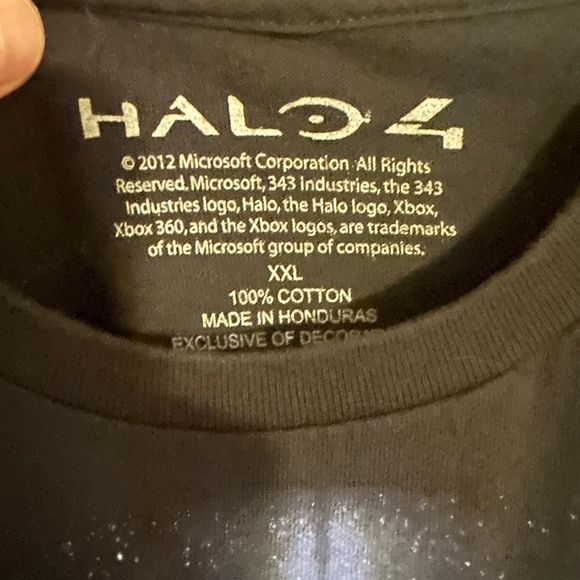 HALO 4
© 2012 Microsoft Corporation All Rights
Reserved. Microsoft, 343 Industries, the 343
Industries logo, Halo, the Halo logo, Xbox,
Xbox 360, and the Xbox logos, are trademarks
of the Microsoft group of companies.
XXL
100% COTTON
MADE IN HONDURAS
EXCLUSIVE OF